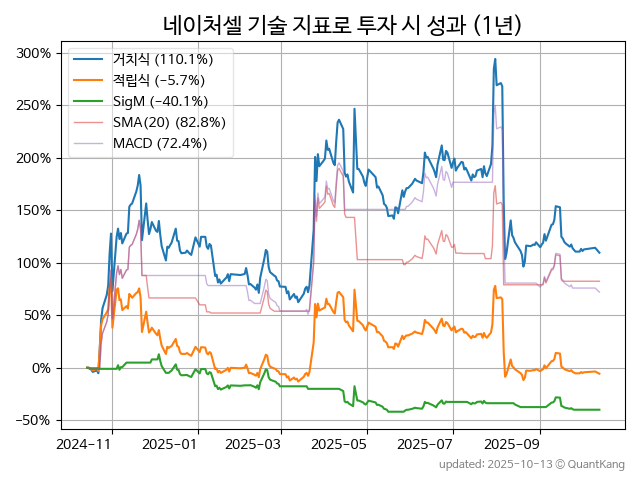 네이처셀 기술 지표로 투자 시 성과 (1년)
300%
250%
200%
150%
100%
50%
0%
−50%
거치식 (110.1%)
적립식 (−5.7%)
SigM (−40.1%)
SMA(20) (82.8%)
MACD (72.4%)
2024-11
2025-01
2025-03
2025-05
2025-07
2025-09
updated: 2025-10-13 © QuantKang